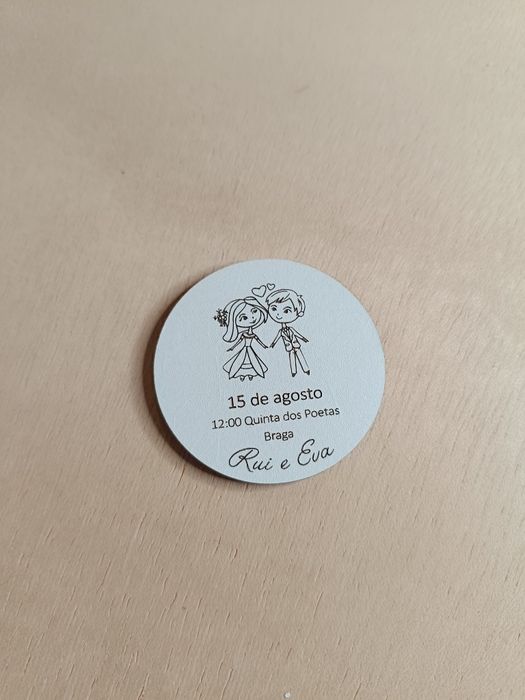 15 de agosto
12:00 Quinta dos Poetas
Braga
Rui e Eva